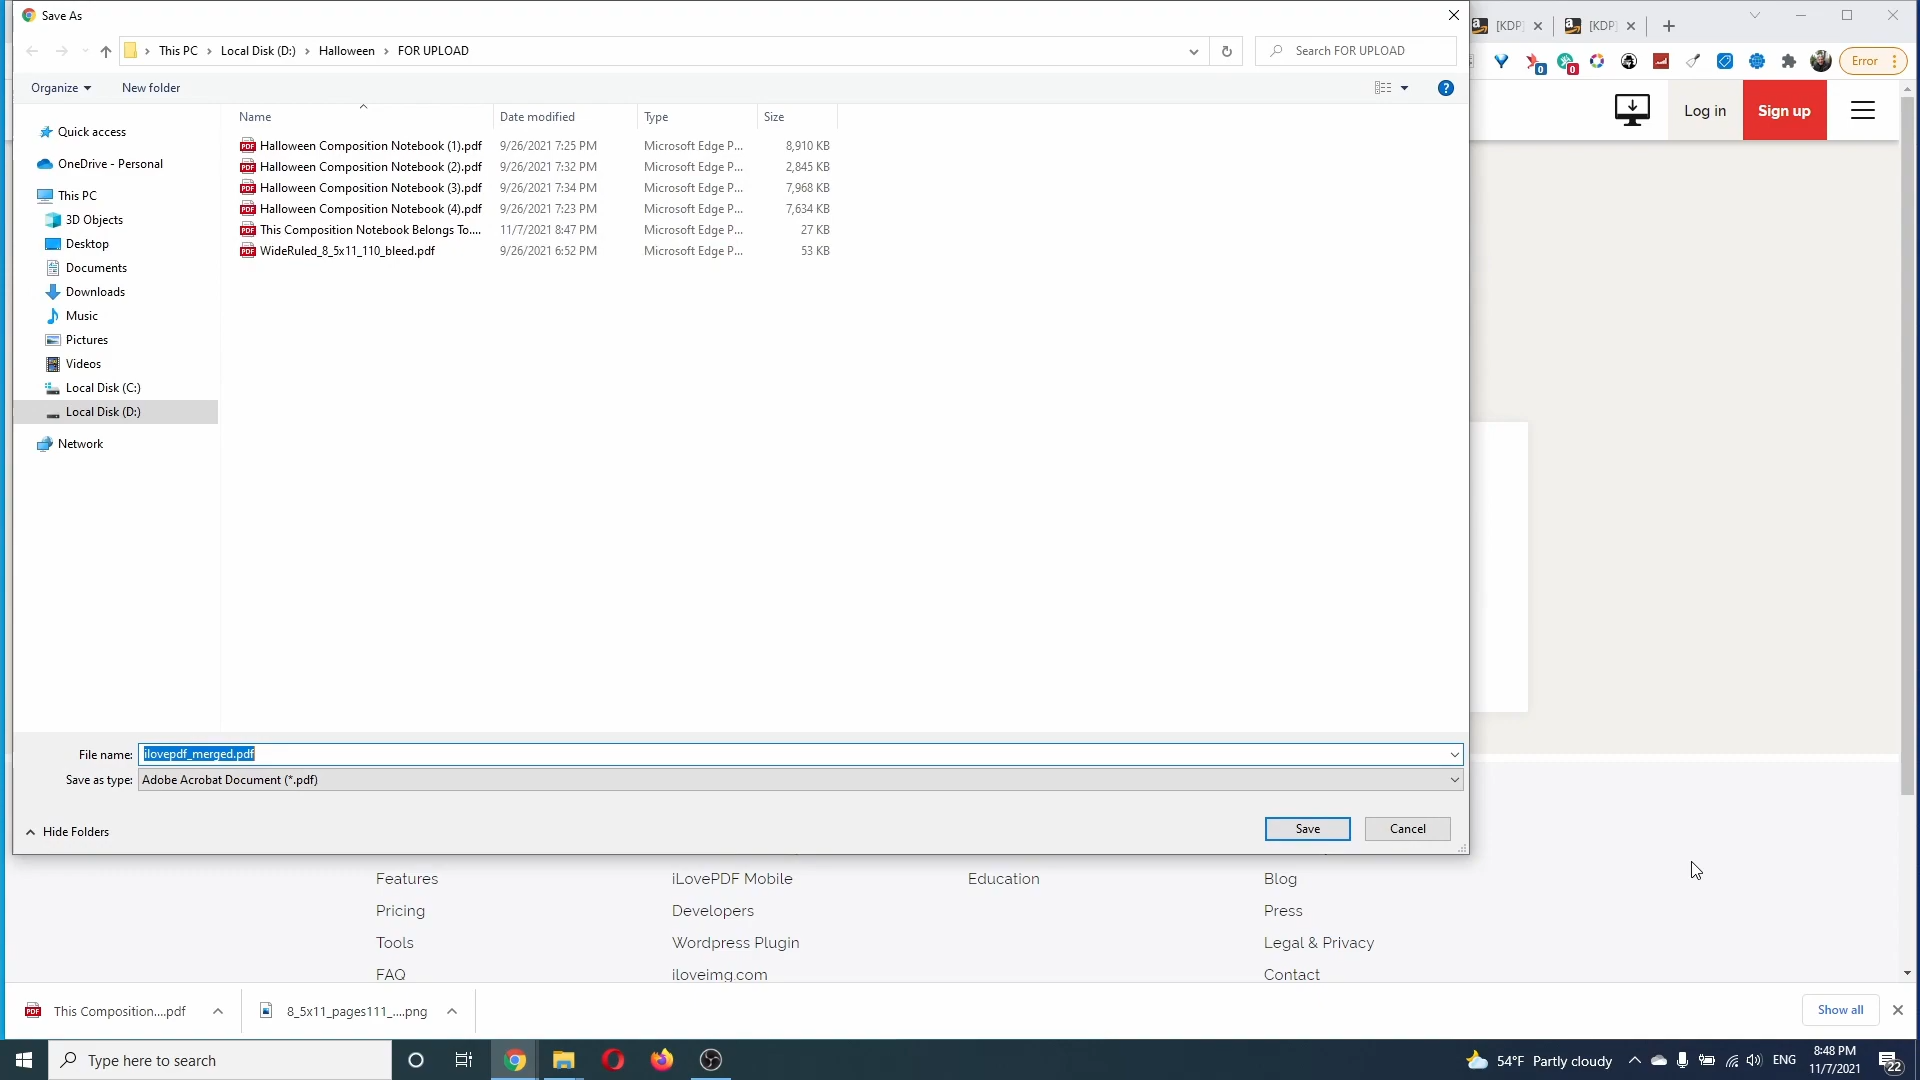 Save As
This PC > Local Disk (D:) > Halloween > FOR UPLOAD
Search FOR UPLOAD
Organize
New folder
Name
Date modified
Type
Size
Halloween Composition Notebook (1).pdf 9/26/2021 7:25 PM Microsoft Edge P... 8,910 KB
Halloween Composition Notebook (2).pdf 9/26/2021 7:32 PM Microsoft Edge P... 2,845 KB
Halloween Composition Notebook (3).pdf 9/26/2021 7:34 PM Microsoft Edge P... 7,968 KB
Halloween Composition Notebook (4).pdf 9/26/2021 7:23 PM Microsoft Edge P... 7,634 KB
This Composition Notebook Belongs To.... 11/7/2021 8:47 PM Microsoft Edge P... 27 KB
WideRuled_8_5x11_110_bleed.pdf 9/26/2021 6:52 PM Microsoft Edge P... 53 KB
Quick access
OneDrive - Personal
This PC
3D Objects
Desktop
Documents
Downloads
Music
Pictures
Videos
Local Disk (C:)
Local Disk (D:)
Network
File name: ilovepdf_merged.pdf
Save as type: Adobe Acrobat Document (*.pdf)
Hide Folders
Save
Cancel
[KDP]
[KDP]
0
0
Error
Log in
Sign up
Features
iLovePDF Mobile
Education
Blog
Pricing
Developers
Press
Tools
Wordpress Plugin
Legal & Privacy
FAQ
iloveimg.com
Contact
This Composition....pdf
8_5x11_pages111_....png
Show all
Type here to search
54°F Partly cloudy
ENG
8:48 PM
11/7/2021
22